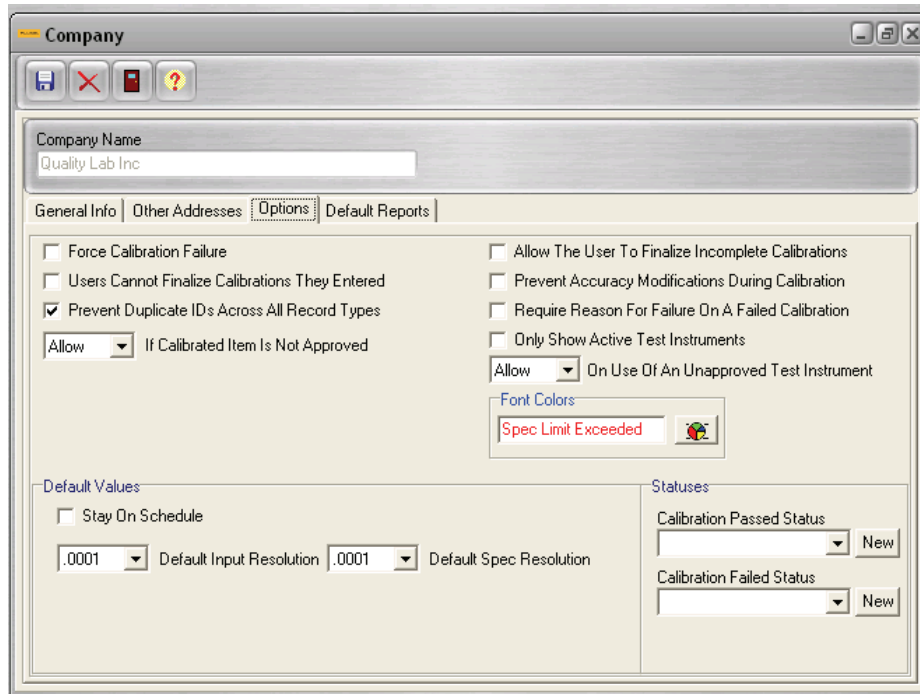 Company
Company Name
Quality Lab Inc
General Info
Other Addresses
Options
Default Reports
Force Calibration Failure
Users Cannot Finalize Calibrations They Entered
Prevent Duplicate IDs Across All Record Types
Allow If Calibrated Item Is Not Approved
Allow The User To Finalize Incomplete Calibrations
Prevent Accuracy Modifications During Calibration
Require Reason For Failure On A Failed Calibration
Only Show Active Test Instruments
Allow On Use Of An Unapproved Test Instrument
Font Colors
Spec Limit Exceeded
Default Values
Stay On Schedule
.0001 Default Input Resolution .0001 Default Spec Resolution
Statuses
Calibration Passed Status
New
Calibration Failed Status
New